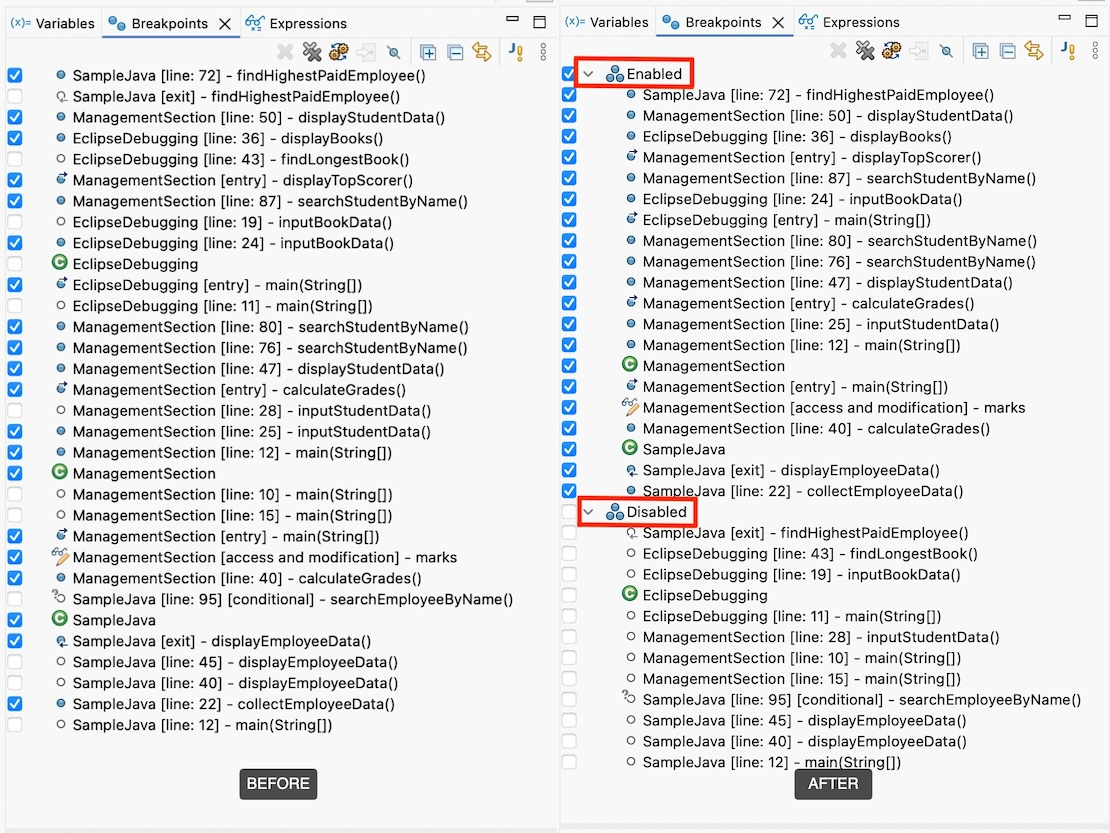 (x)= Variables Breakpoints Expressions
SampleJava [line: 72] - findHighestPaidEmployee()
SampleJava [exit] - findHighestPaidEmployee()
ManagementSection [line: 50] - displayStudentData()
EclipseDebugging [line: 36] - displayBooks()
EclipseDebugging [line: 43] - findLongestBook()
ManagementSection [entry] - displayTopScorer()
ManagementSection [line: 87] - searchStudentByName()
EclipseDebugging [line: 19] - inputBookData()
EclipseDebugging [line: 24] - inputBookData()
EclipseDebugging
EclipseDebugging [entry] - main(String[])
EclipseDebugging [line: 11] - main(String[])
ManagementSection [line: 80] - searchStudentByName()
ManagementSection [line: 76] - searchStudentByName()
ManagementSection [line: 47] - displayStudentData()
ManagementSection [entry] - calculateGrades()
ManagementSection [line: 28] - inputStudentData()
ManagementSection [line: 25] - inputStudentData()
ManagementSection [line: 12] - main(String[])
ManagementSection
ManagementSection [line: 10] - main(String[])
ManagementSection [line: 15] - main(String[])
ManagementSection [entry] - main(String[])
ManagementSection [access and modification] - marks
ManagementSection [line: 40] - calculateGrades()
SampleJava [line: 95] [conditional] - searchEmployeeByName()
SampleJava
SampleJava [exit] - displayEmployeeData()
SampleJava [line: 45] - displayEmployeeData()
SampleJava [line: 40] - displayEmployeeData()
SampleJava [line: 22] - collectEmployeeData()
SampleJava [line: 12] - main(String[])
BEFORE
(x)= Variables Breakpoints Expressions
Enabled
SampleJava [line: 72] - findHighestPaidEmployee()
ManagementSection [line: 50] - displayStudentData()
EclipseDebugging [line: 36] - displayBooks()
ManagementSection [entry] - displayTopScorer()
ManagementSection [line: 87] - searchStudentByName()
EclipseDebugging [line: 24] - inputBookData()
EclipseDebugging [entry] - main(String[])
ManagementSection [line: 80] - searchStudentByName()
ManagementSection [line: 76] - searchStudentByName()
ManagementSection [line: 47] - displayStudentData()
ManagementSection [entry] - calculateGrades()
ManagementSection [line: 25] - inputStudentData()
ManagementSection [line: 12] - main(String[])
ManagementSection
ManagementSection [entry] - main(String[])
ManagementSection [access and modification] - marks
ManagementSection [line: 40] - calculateGrades()
SampleJava
SampleJava [exit] - displayEmployeeData()
SampleJava [line: 22] - collectEmployeeData()
Disabled
SampleJava [exit] - findHighestPaidEmployee()
EclipseDebugging [line: 43] - findLongestBook()
EclipseDebugging [line: 19] - inputBookData()
EclipseDebugging
EclipseDebugging [line: 11] - main(String[])
ManagementSection [line: 28] - inputStudentData()
ManagementSection [line: 10] - main(String[])
ManagementSection [line: 15] - main(String[])
SampleJava [line: 95] [conditional] - searchEmployeeByName()
SampleJava [line: 45] - displayEmployeeData()
SampleJava [line: 40] - displayEmployeeData()
SampleJava [line: 12] - main(String[])
AFTER